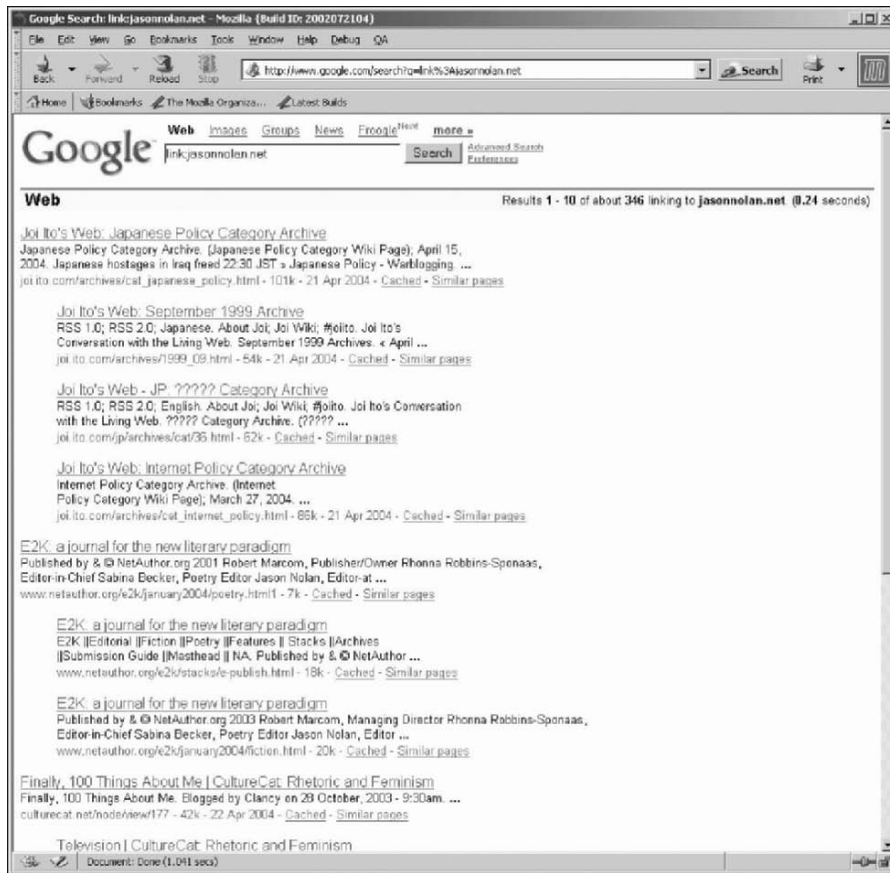 Google Search: link:jasonnolan.net - Mozilla {Build ID: 2002072104}
File Edit View Go Bookmarks Tools Window Help Debug QA
Back Forward Reload Stop http://www.google.com/search?q=link%3Ajasonnolan.net Search Print
Home Bookmarks The Mozilla Organiza... Latest Builds
Web Images Groups News Froogle New! more »
Google link:jasonnolan.net Search Advanced Search
Preferences
Web Results 1 - 10 of about 346 linking to jasonnolan.net (0.24 seconds)
Joi Ito's Web: Japanese Policy Category Archive
Japanese Policy Category Archive. (Japanese Policy Category Wiki Page); April 15,
2004. Japanese hostages in Iraq freed 22:30 JST » Japanese Policy - Warblogging. ...
joi.ito.com/archives/cat_japanese_policy.html - 101k - 21 Apr 2004 - Cached - Similar pages
Joi Ito's Web: September 1999 Archive
RSS 1.0; RSS 2.0; Japanese. About Joi; Joi Wiki; #joiito. Joi Ito's
Conversation with the Living Web. September 1999 Archives. « April ...
joi.ito.com/archives/1999_09.html - 54k - 21 Apr 2004 - Cached - Similar pages
Joi Ito's Web - JP: ????? Category Archive
RSS 1.0; RSS 2.0; English. About Joi; Joi Wiki; #joiito. Joi Ito's Conversation
with the Living Web. ????? Category Archive. (????? ...
joi.ito.com/jp/archives/cat/36.html - 62k - Cached - Similar pages
Joi Ito's Web: Internet Policy Category Archive
Internet Policy Category Archive. (Internet
Policy Category Wiki Page); March 27, 2004. ...
joi.ito.com/archives/cat_internet_policy.html - 86k - 21 Apr 2004 - Cached - Similar pages
E2K: a journal for the new literary paradigm
Published by & © NetAuthor.org 2001 Robert Marcom, Publisher/Owner Rhonna Robbins-Sponaas,
Editor-in-Chief Sabina Becker, Poetry Editor Jason Nolan, Editor-at ...
www.netauthor.org/e2k/january2004/poetry.html1 - 7k - Cached - Similar pages
E2K: a journal for the new literary paradigm
E2K ||Editorial ||Fiction ||Poetry ||Features || Stacks ||Archives
||Submission Guide ||Masthead || NA. Published by & © NetAuthor ...
www.netauthor.org/e2k/stacks/e-publish.html - 18k - Cached - Similar pages
E2K: a journal for the new literary paradigm
Published by & © NetAuthor.org 2003 Robert Marcom, Managing Director Rhonna Robbins-Sponaas,
Editor-in-Chief Sabina Becker, Poetry Editor Jason Nolan, Editor ...
www.netauthor.org/e2k/january2004/fiction.html - 20k - Cached - Similar pages
Finally, 100 Things About Me | CultureCat: Rhetoric and Feminism
Finally, 100 Things About Me. Blogged by Clancy on 28 October, 2003 - 9:30am. ...
culturecat.net/node/view/177 - 42k - 22 Apr 2004 - Cached - Similar pages
Television | CultureCat: Rhetoric and Feminism
Document: Done (1.041 secs)